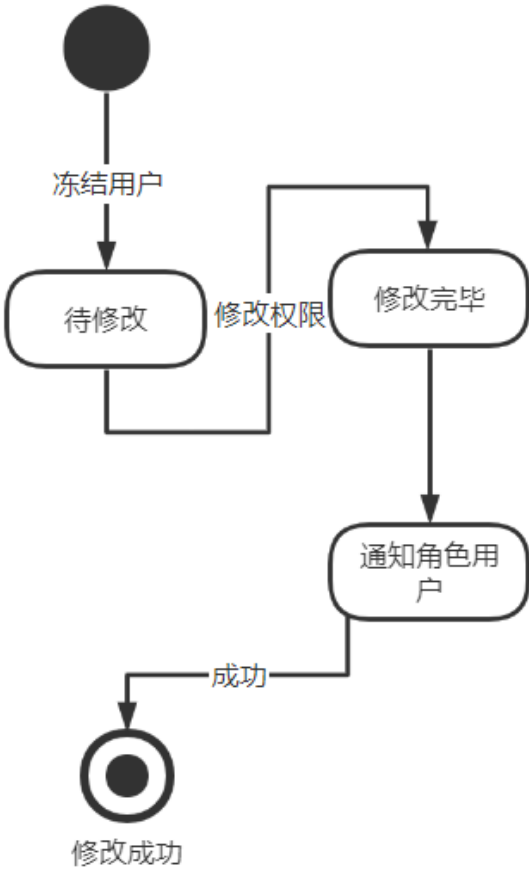 冻结用户
待修改
修改权限
修改完毕
通知角色用
户
成功
修改成功